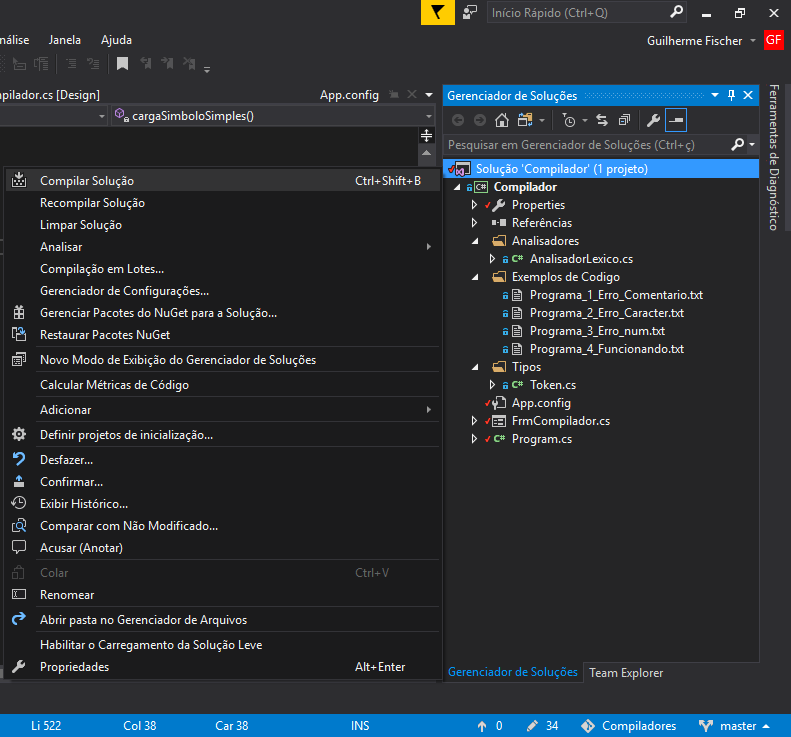 Início Rápido (Ctrl+Q)
nálise Janela Ajuda
Guilherme Fischer GF
pilador.cs [Design]
App.config
cargaSimboloSimples()
Compilar Solução Ctrl+Shift+B
Recompilar Solução
Limpar Solução
Analisar
Compilação em Lotes...
Gerenciador de Configurações...
Gerenciar Pacotes do NuGet para a Solução...
Restaurar Pacotes NuGet
Novo Modo de Exibição do Gerenciador de Soluções
Calcular Métricas de Código
Adicionar
Definir projetos de inicialização...
Desfazer...
Confirmar...
Exibir Histórico...
Comparar com Não Modificado...
Acusar (Anotar)
Colar Ctrl+V
Renomear
Abrir pasta no Gerenciador de Arquivos
Habilitar o Carregamento da Solução Leve
Propriedades Alt+Enter
Gerenciador de Soluções
Pesquisar em Gerenciador de Soluções (Ctrl+ç)
Solução 'Compilador' (1 projeto)
C# Compilador
Properties
Referências
Analisadores
C# AnalisadorLexico.cs
Exemplos de Codigo
Programa_1_Erro_Comentario.txt
Programa_2_Erro_Caracter.txt
Programa_3_Erro_num.txt
Programa_4_Funcionando.txt
Tipos
C# Token.cs
App.config
FrmCompilador.cs
C# Program.cs
Gerenciador de Soluções Team Explorer
Ferramentas de Diagnóstico
Li 522 Col 38 Car 38 INS 0 34 Compiladores master